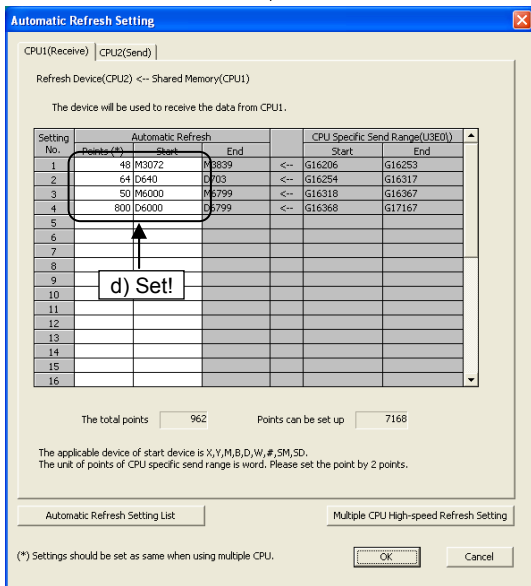 Automatic Refresh Setting
CPU1(Receive) CPU2(Send)
Refresh Device(CPU2) <-- Shared Memory(CPU1)
The device will be used to receive the data from CPU1.
Setting No. Automatic Refresh CPU Specific Send Range(U3E0\)
Points (*) Start End Start End
1 48 M3072 M3839 <-- G16206 G16253
2 64 D640 D703 <-- G16254 G16317
3 50 M6000 M6799 <-- G16318 G16367
4 800 D6000 D6799 <-- G16368 G17167
5
6
7
8
9
d) Set!
10
11
12
13
14
15
16
The total points 962 Points can be set up 7168
The applicable device of start device is X,Y,M,B,D,W,#,SM,SD.
The unit of points of CPU specific send range is word. Please set the point by 2 points.
Automatic Refresh Setting List Multiple CPU High-speed Refresh Setting
(*) Settings should be set as same when using multiple CPU. OK Cancel